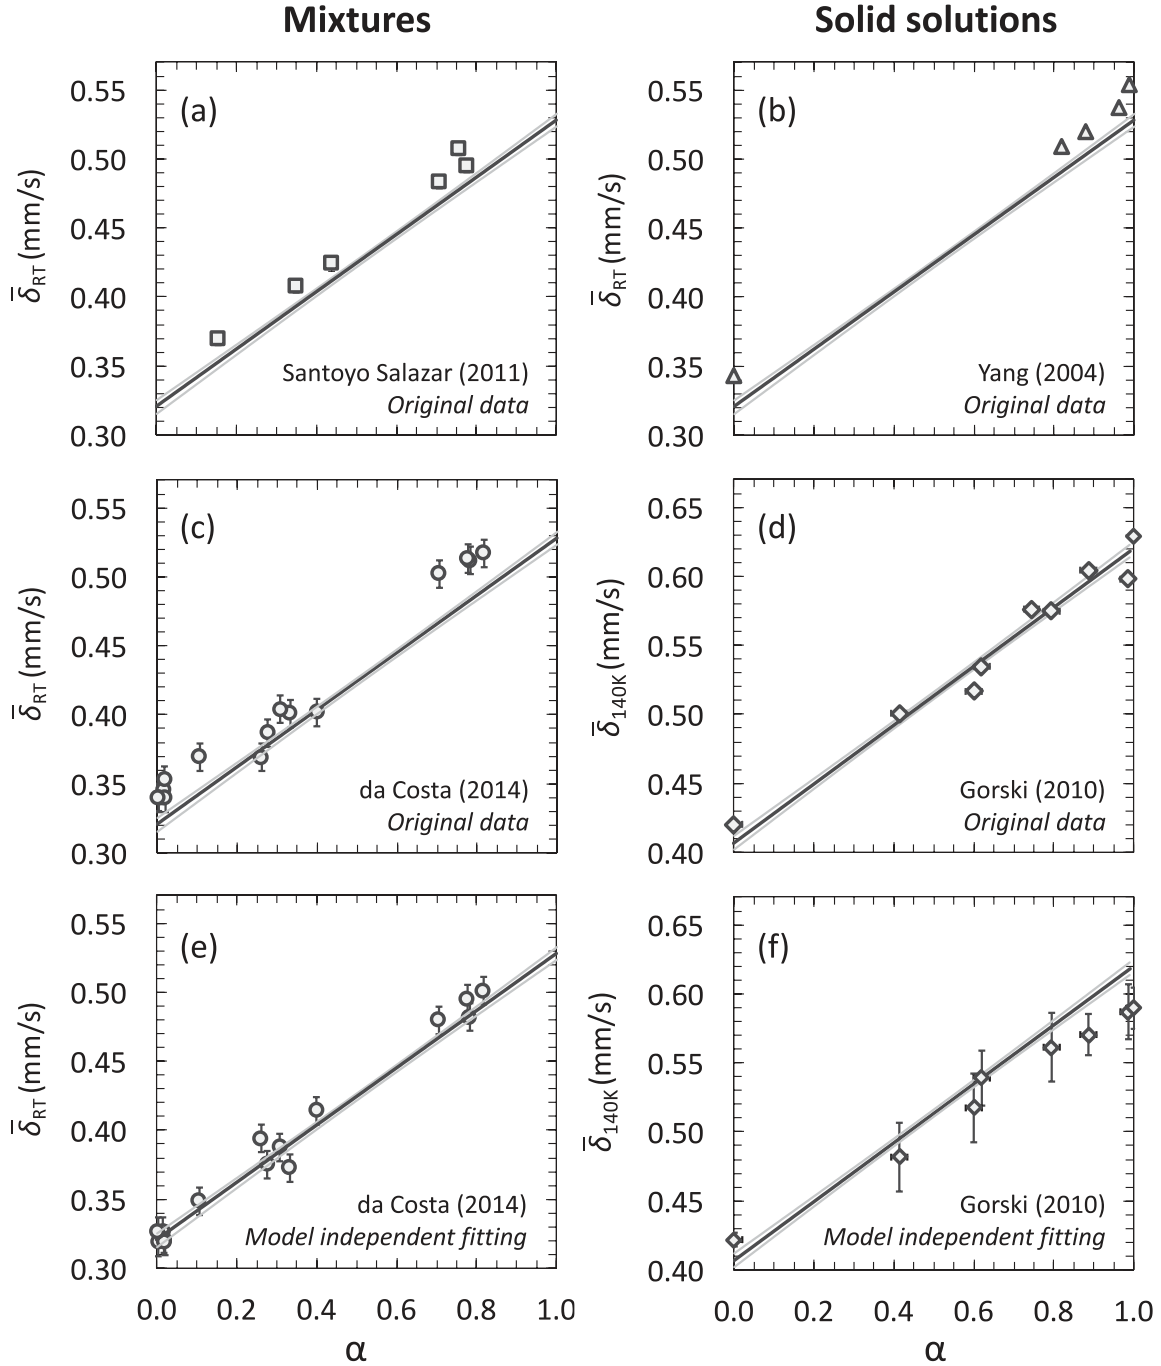 Mixtures
Solid solutions
(a)
0.55
0.50
0.45
0.40
0.35
0.30
δ̄RT (mm/s)
Santoyo Salazar (2011)
Original data
(b)
0.55
0.50
0.45
0.40
0.35
0.30
δ̄RT (mm/s)
Yang (2004)
Original data
(c)
0.55
0.50
0.45
0.40
0.35
0.30
δ̄RT (mm/s)
da Costa (2014)
Original data
(d)
0.65
0.60
0.55
0.50
0.45
0.40
δ̄140K (mm/s)
Gorski (2010)
Original data
(e)
0.55
0.50
0.45
0.40
0.35
0.30
δ̄RT (mm/s)
da Costa (2014)
Model independent fitting
0.0 0.2 0.4 0.6 0.8 1.0
α
(f)
0.65
0.60
0.55
0.50
0.45
0.40
δ̄140K (mm/s)
Gorski (2010)
Model independent fitting
0.0 0.2 0.4 0.6 0.8 1.0
α